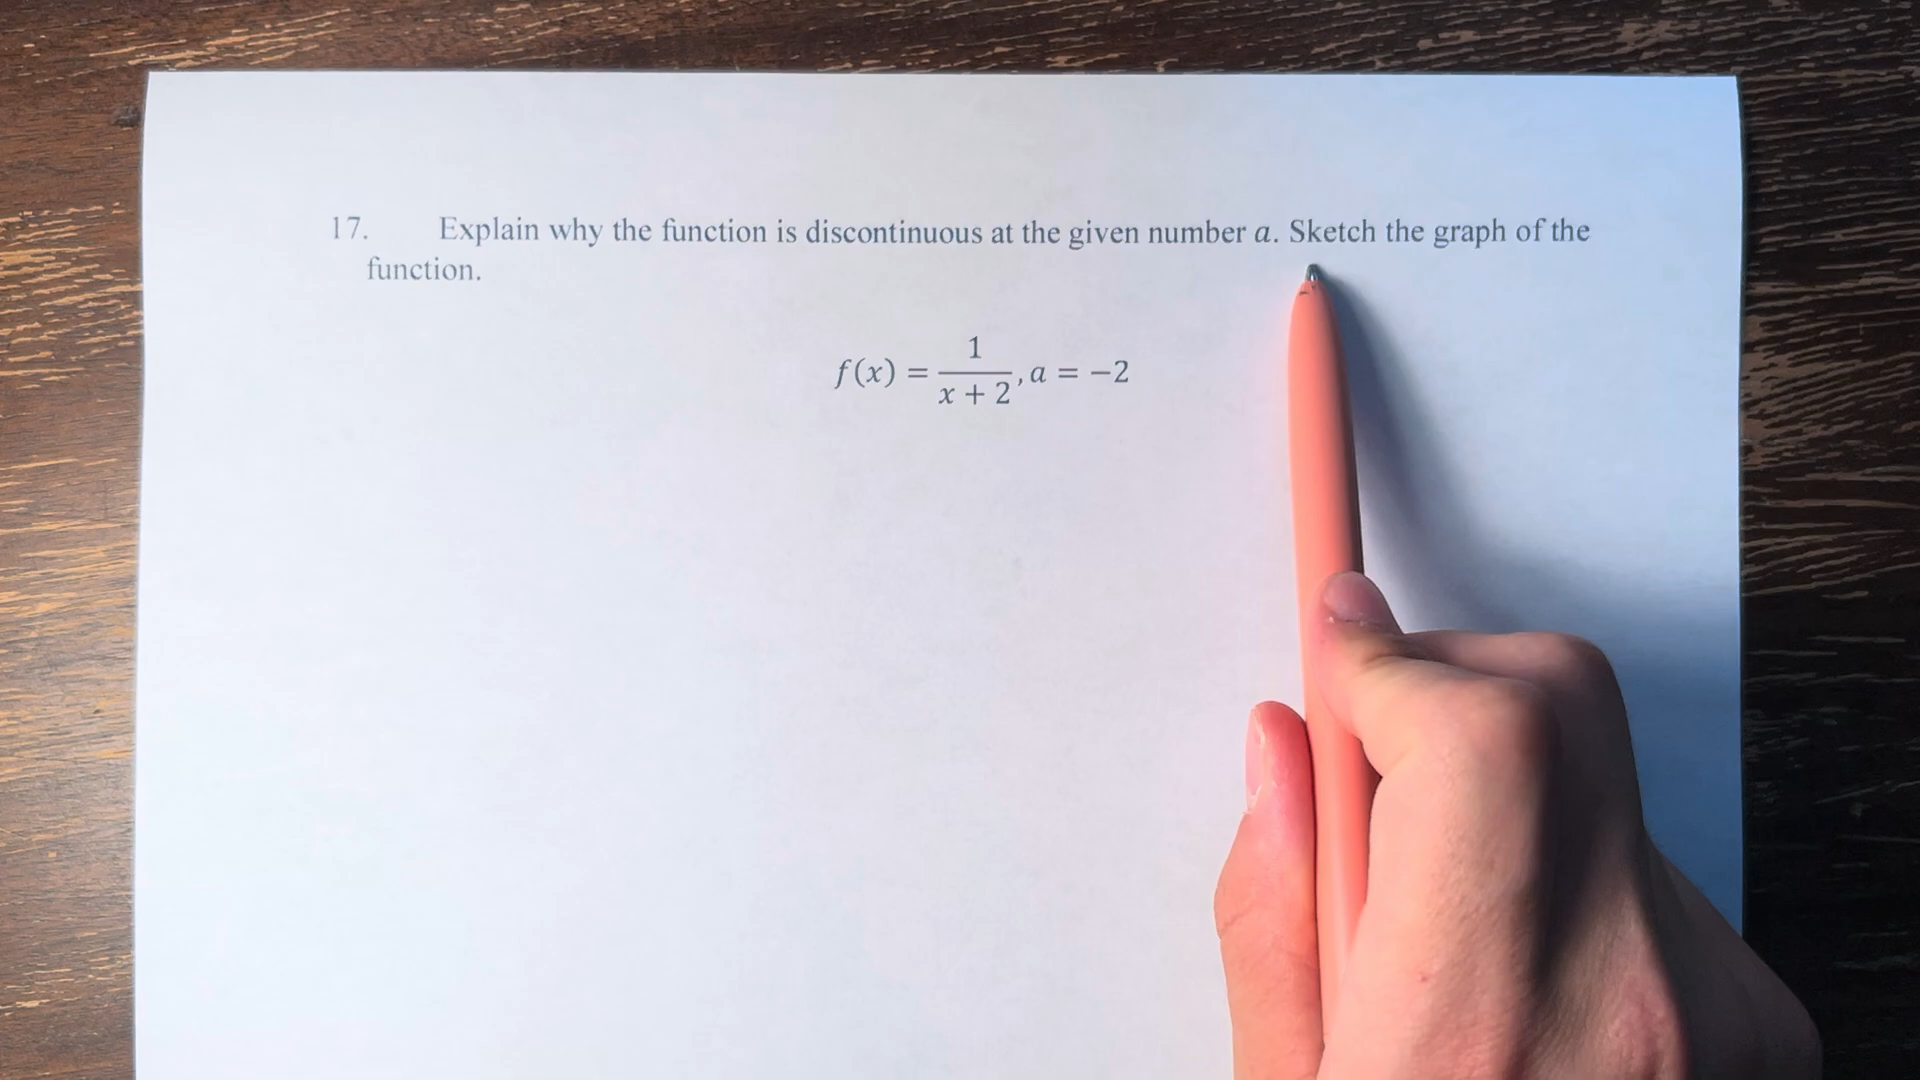 17. Explain why the function is discontinuous at the given number a. Sketch the graph of the
function.
f(x) = 1/(x + 2), a = −2